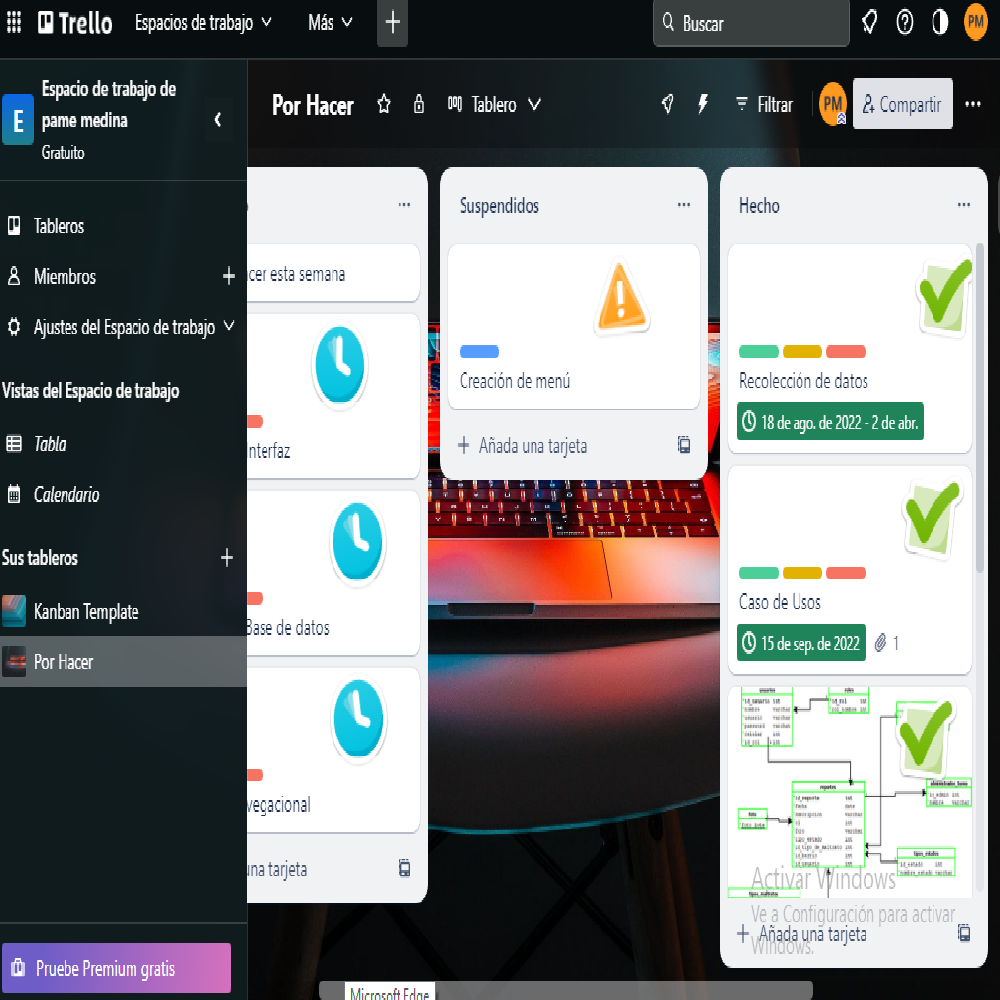 Trello
Espacios de trabajo
Más
Buscar
PM
E
Espacio de trabajo de
pame medina
Gratuito
Por Hacer
Tablero
Filtrar
PM
Compartir
Tableros
Miembros
Ajustes del Espacio de trabajo
Vistas del Espacio de trabajo
Tabla
Calendario
Sus tableros
Kanban Template
Por Hacer
Pruebe Premium gratis
cer esta semana
nterfaz
Base de datos
vegacional
una tarjeta
Suspendidos
Creación de menú
Añada una tarjeta
Hecho
Recolección de datos
18 de ago. de 2022 - 2 de abr.
Caso de Usos
15 de sep. de 2022
1
Activar Windows
Ve a Configuración para activar
Windows.
Añada una tarjeta
Microsoft Edge